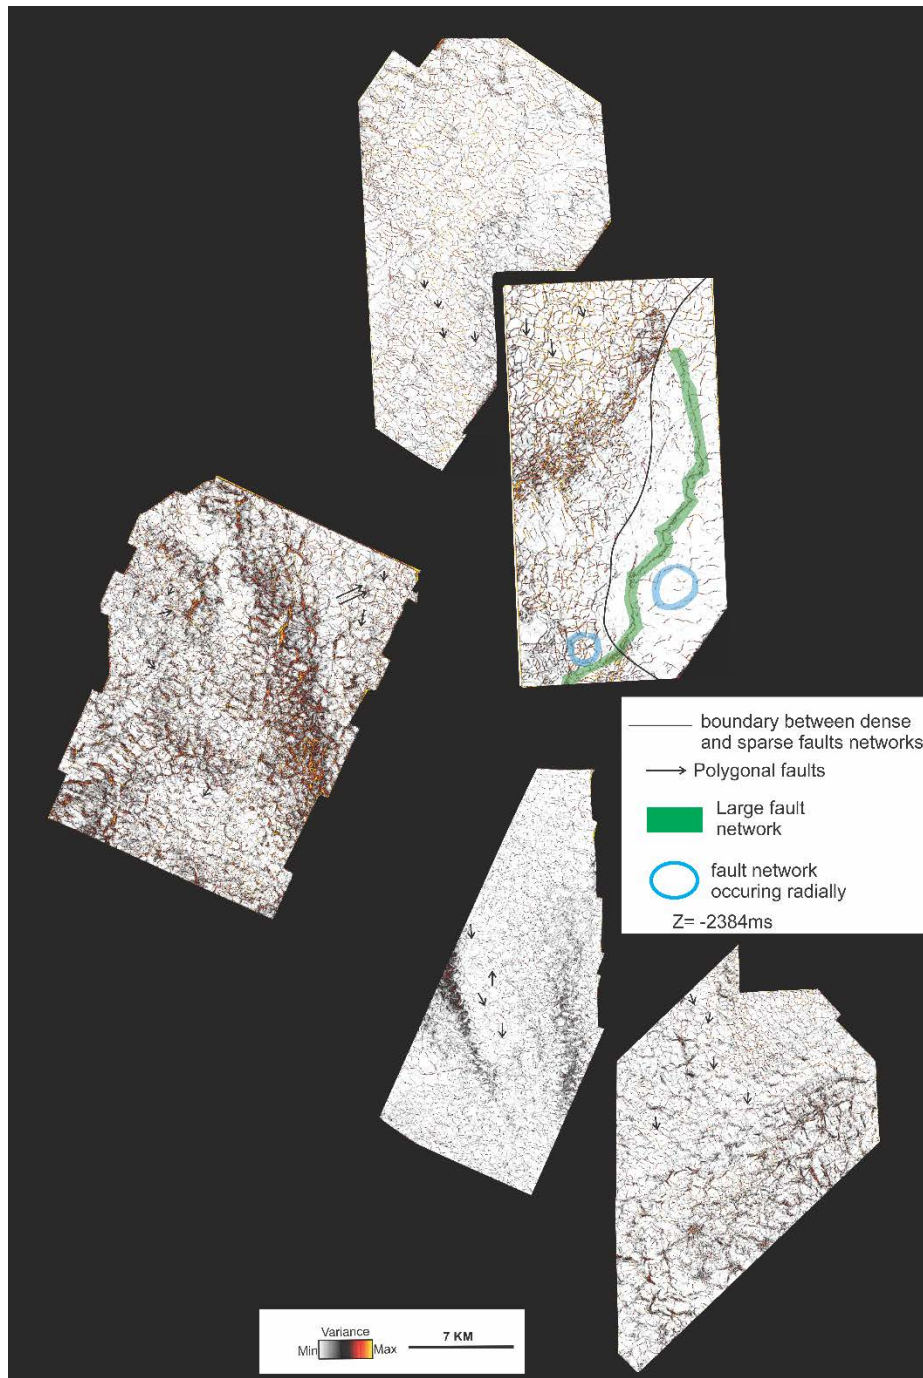 boundary between dense
and sparse faults networks
Polygonal faults
Large fault
network
fault network
occuring radially
Z= -2384ms
Variance
Min Max
7 KM